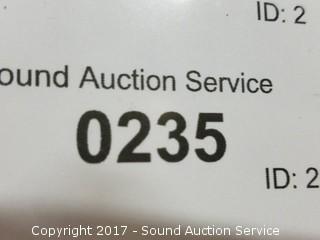 ID: 2
ound Auction Service
0235
ID: 2
Copyright 2017 - Sound Auction Service